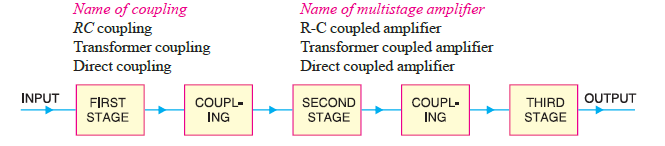 Name of coupling Name of multistage amplifier
RC coupling R-C coupled amplifier
Transformer coupling Transformer coupled amplifier
Direct coupling Direct coupled amplifier
INPUT FIRST STAGE COUPL- ING SECOND STAGE COUPL- ING THIRD STAGE OUTPUT